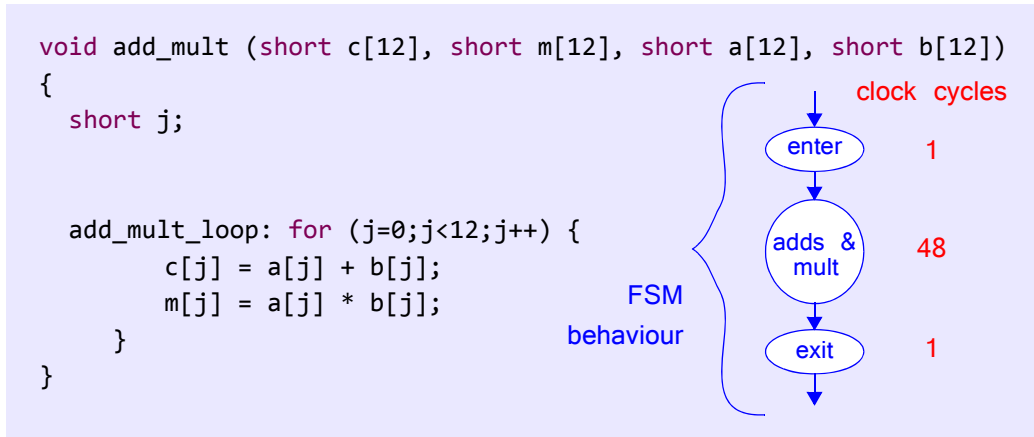 void add_mult (short c[12], short m[12], short a[12], short b[12])
{
clock cycles
short j;
enter 1
add_mult_loop: for (j=0;j<12;j++) {
c[j] = a[j] + b[j];
m[j] = a[j] * b[j];
}
}
adds &
mult
48
FSM
behaviour
exit 1